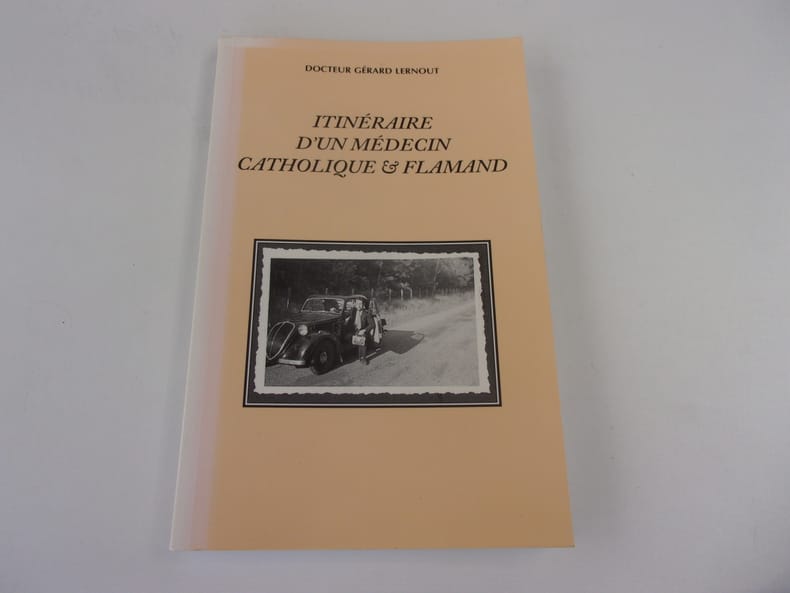 DOCTEUR GÉRARD LERNOUT
ITINÉRAIRE
D'UN MÉDECIN
CATHOLIQUE & FLAMAND